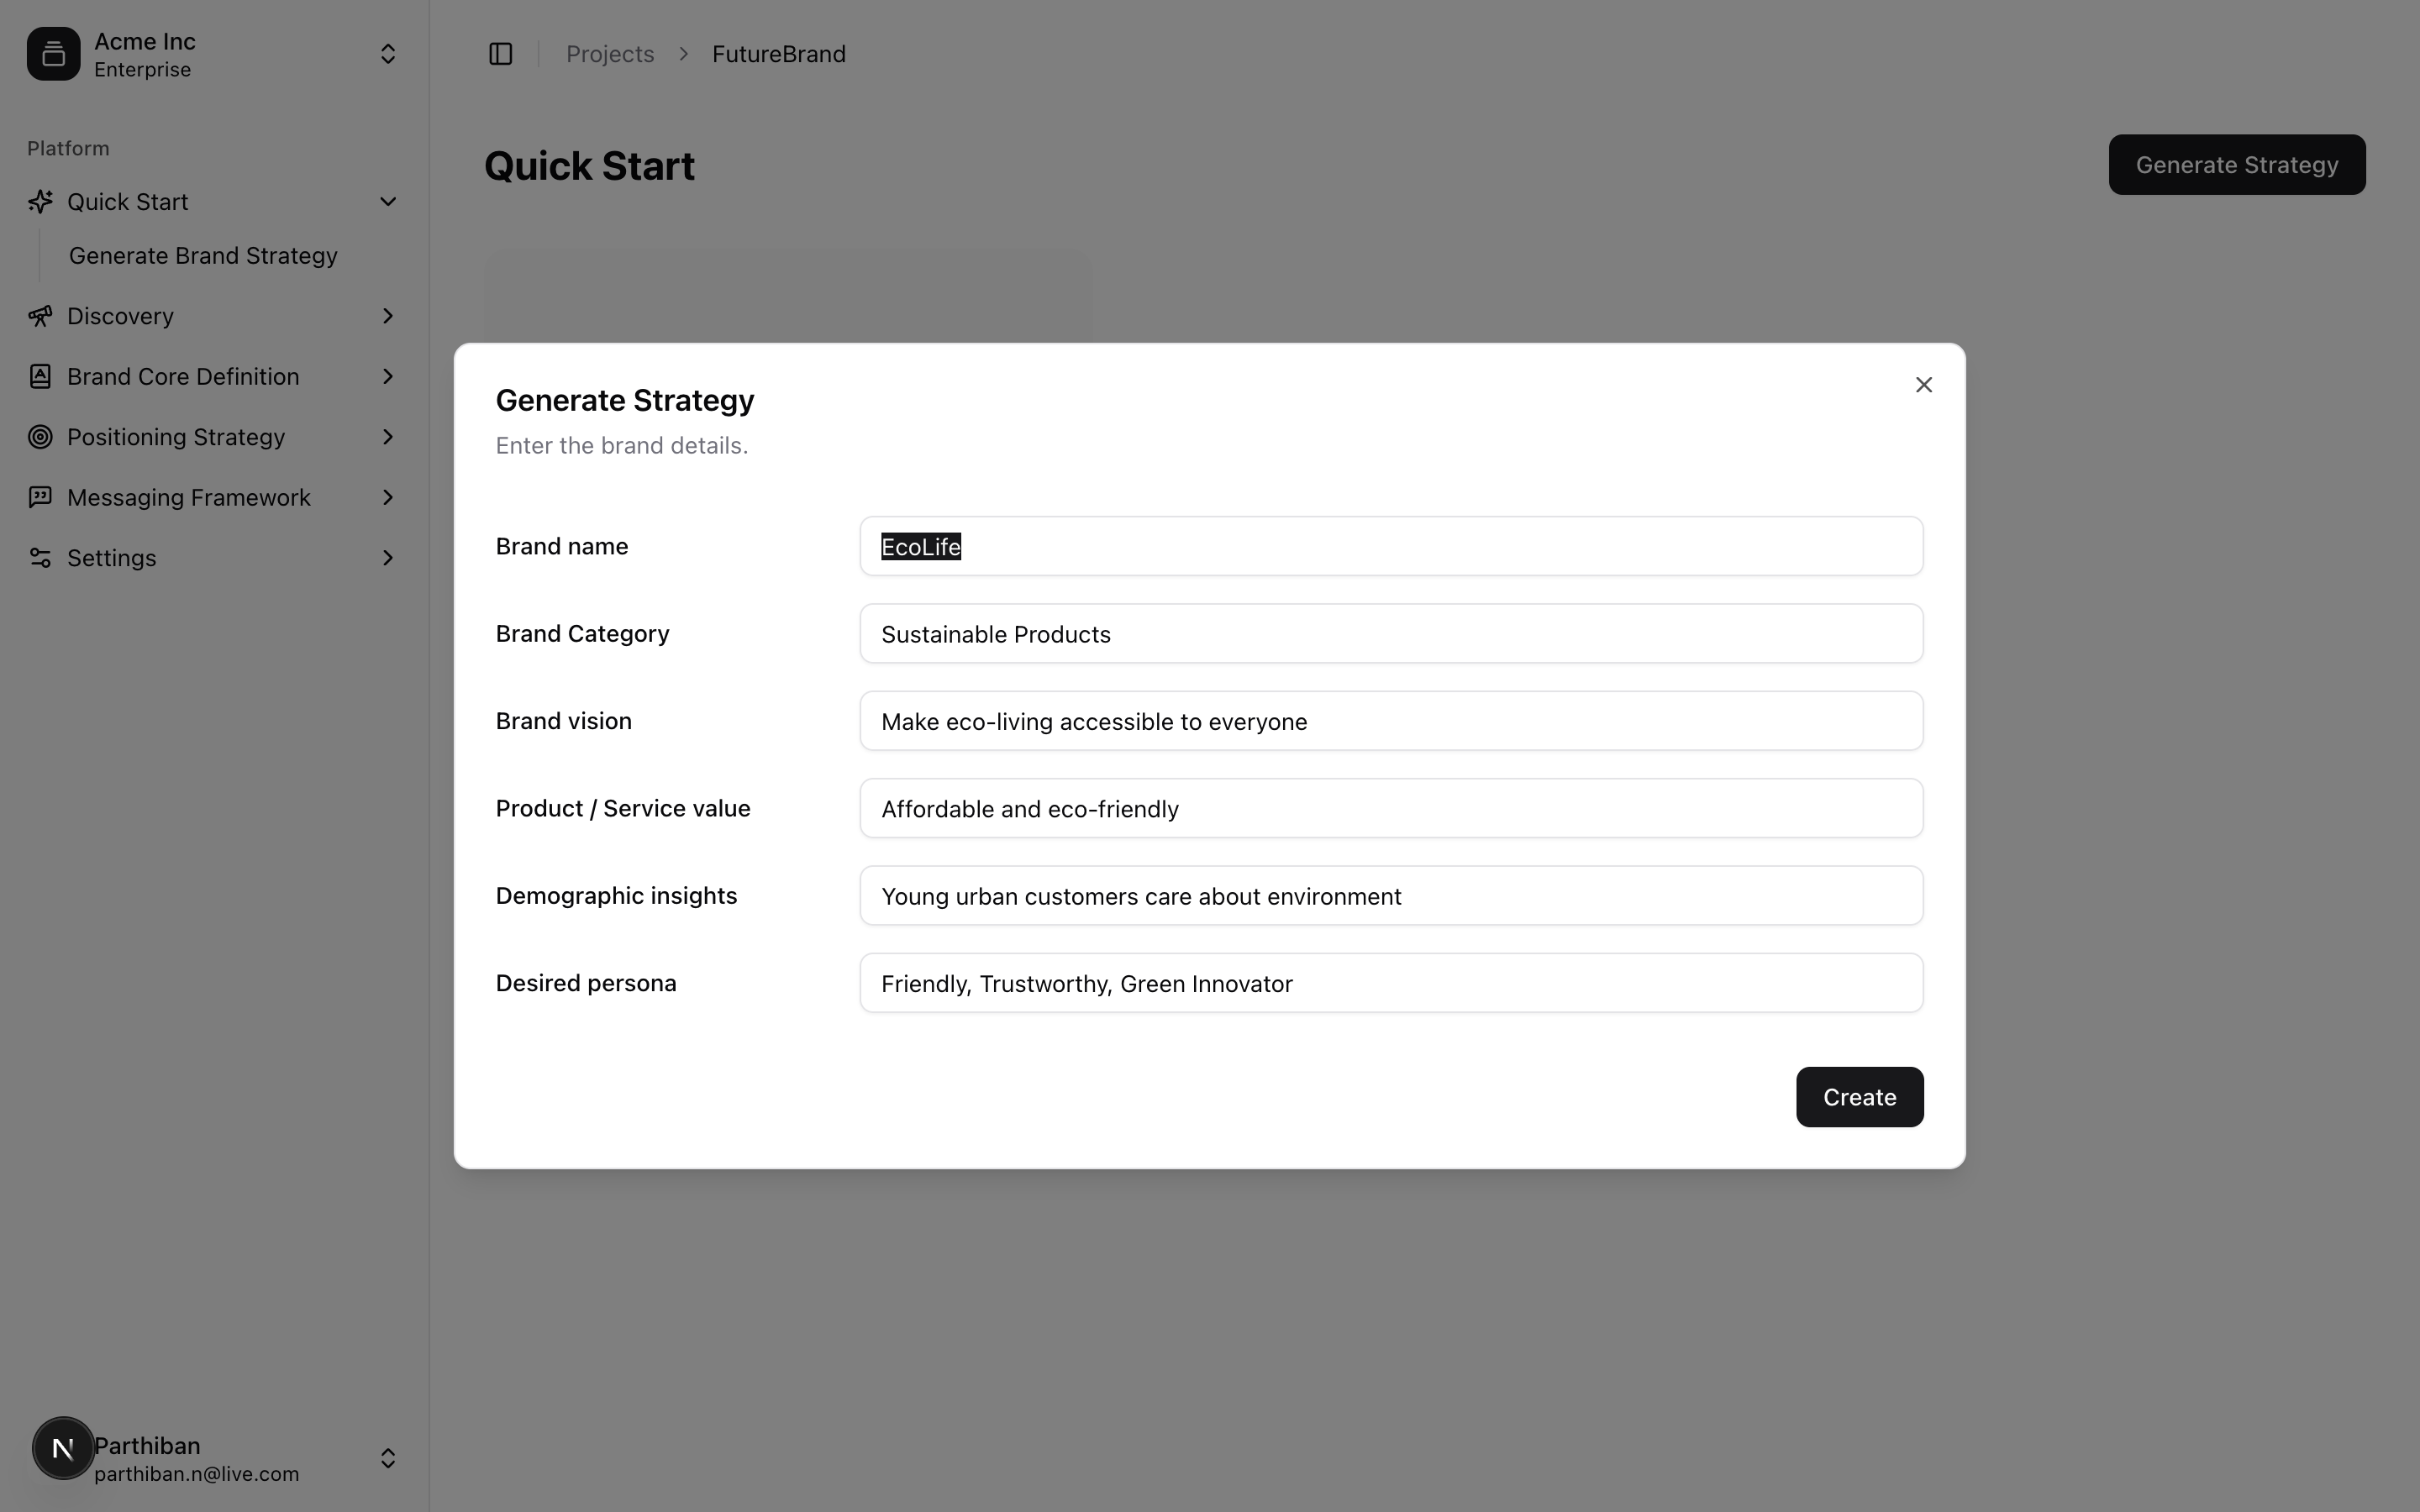 Acme Inc
Enterprise
Platform
Quick Start
Generate Brand Strategy
Discovery
Brand Core Definition
Positioning Strategy
Messaging Framework
Settings
N Parthiban
parthiban.n@live.com
Projects > FutureBrand
Quick Start
Generate Strategy
Generate Strategy
Enter the brand details.
Brand name EcoLife
Brand Category Sustainable Products
Brand vision Make eco-living accessible to everyone
Product / Service value Affordable and eco-friendly
Demographic insights Young urban customers care about environment
Desired persona Friendly, Trustworthy, Green Innovator
Create